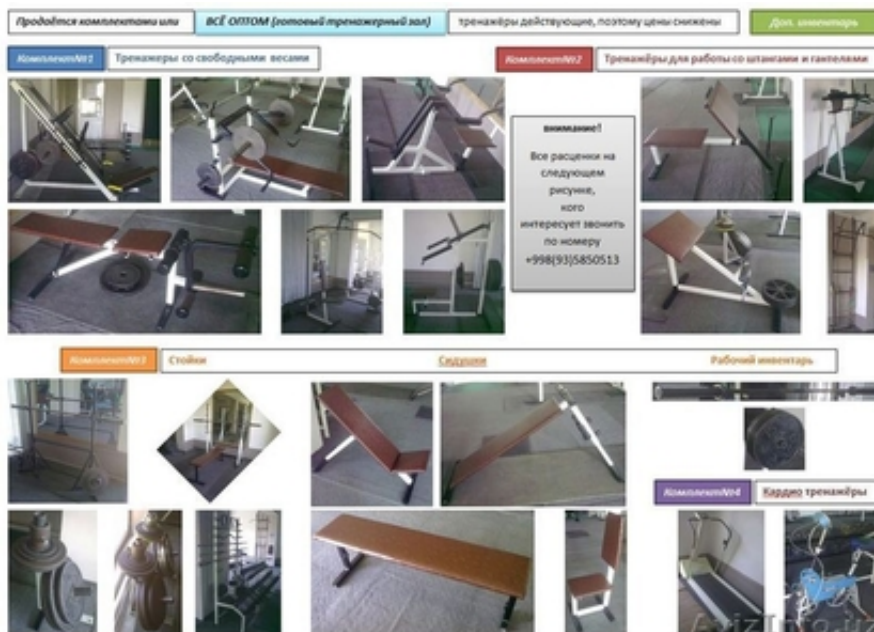 Продаётся комплектами или
ВСЁ ОПТОМ (готовый тренажерный зал)
тренажёры действующие, поэтому цены снижены
Доп. инвентарь
Комплект№1
Тренажеры со свободными весами
Комплект№2
Тренажёры для работы со штангами и гантелями
внимание!
Все расценки на
следующем
рисунке,
кого
интересует звонить
по номеру
+998(93)5850513
Комплект№3
Стойки
Сидушки
Рабочий инвентарь
Комплект№4
Кардио тренажёры
AvizInfo.uz